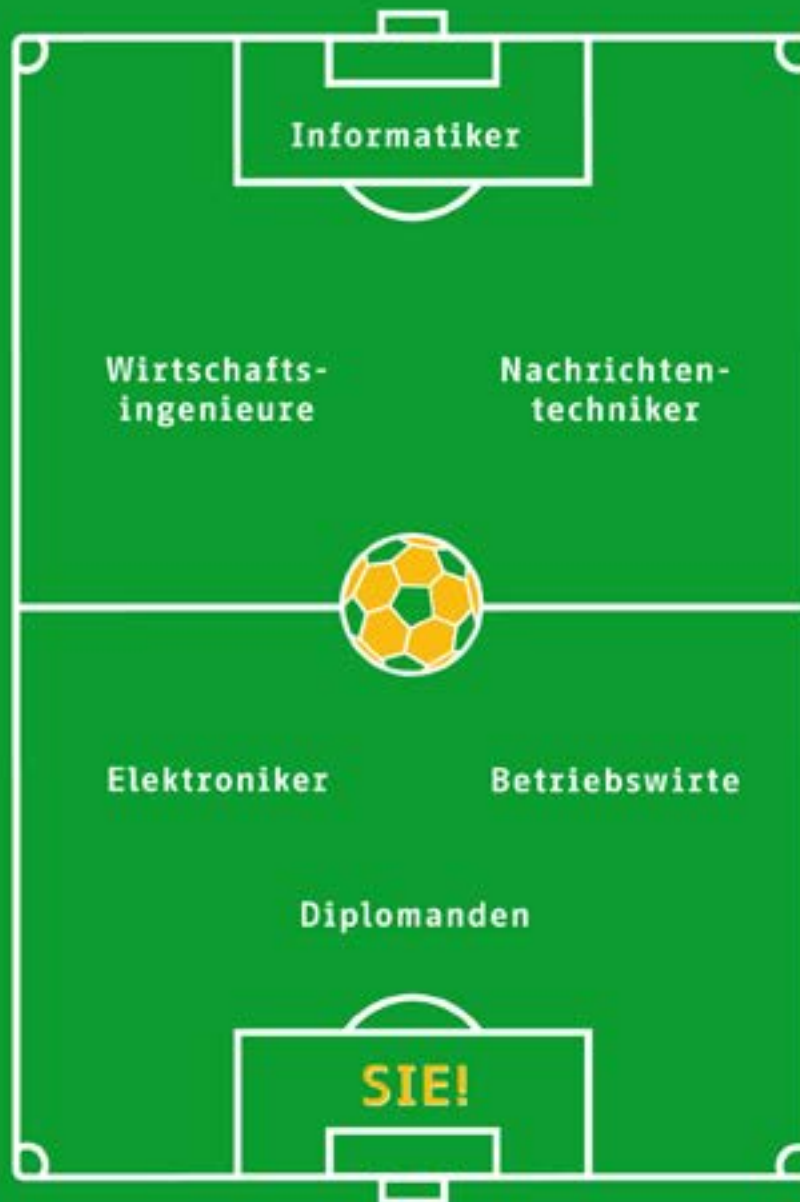 Informatiker
Wirtschafts-
ingenieure
Nachrichten-
techniker
Elektroniker
Betriebswirte
Diplomanden
SIE!